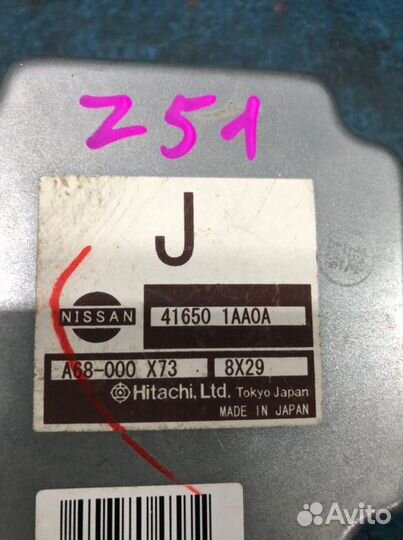 Z51
J
NISSAN
41650 1AA0A
A68-000 X73
8X29
Hitachi, Ltd. Tokyo Japan
MADE IN JAPAN
Avito